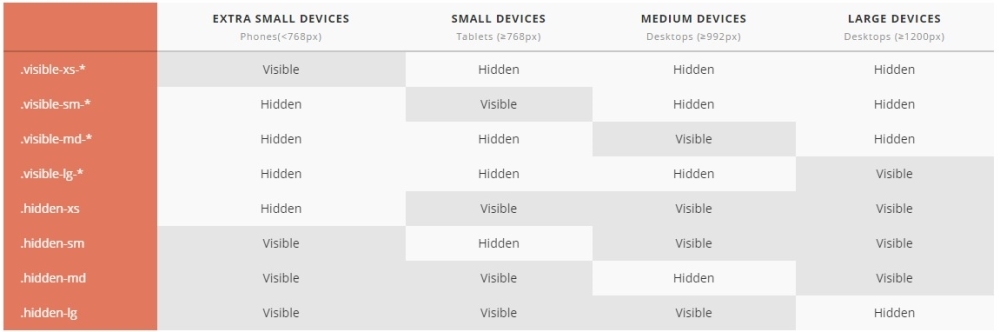 EXTRA SMALL DEVICES SMALL DEVICES MEDIUM DEVICES LARGE DEVICES
Phones(<768px) Tablets (≥768px) Desktops (≥992px) Desktops (≥1200px)
.visible-xs-* Visible Hidden Hidden Hidden
.visible-sm-* Hidden Visible Hidden Hidden
.visible-md-* Hidden Hidden Visible Hidden
.visible-lg-* Hidden Hidden Hidden Visible
.hidden-xs Hidden Visible Visible Visible
.hidden-sm Visible Hidden Visible Visible
.hidden-md Visible Visible Hidden Visible
.hidden-lg Visible Visible Visible Hidden